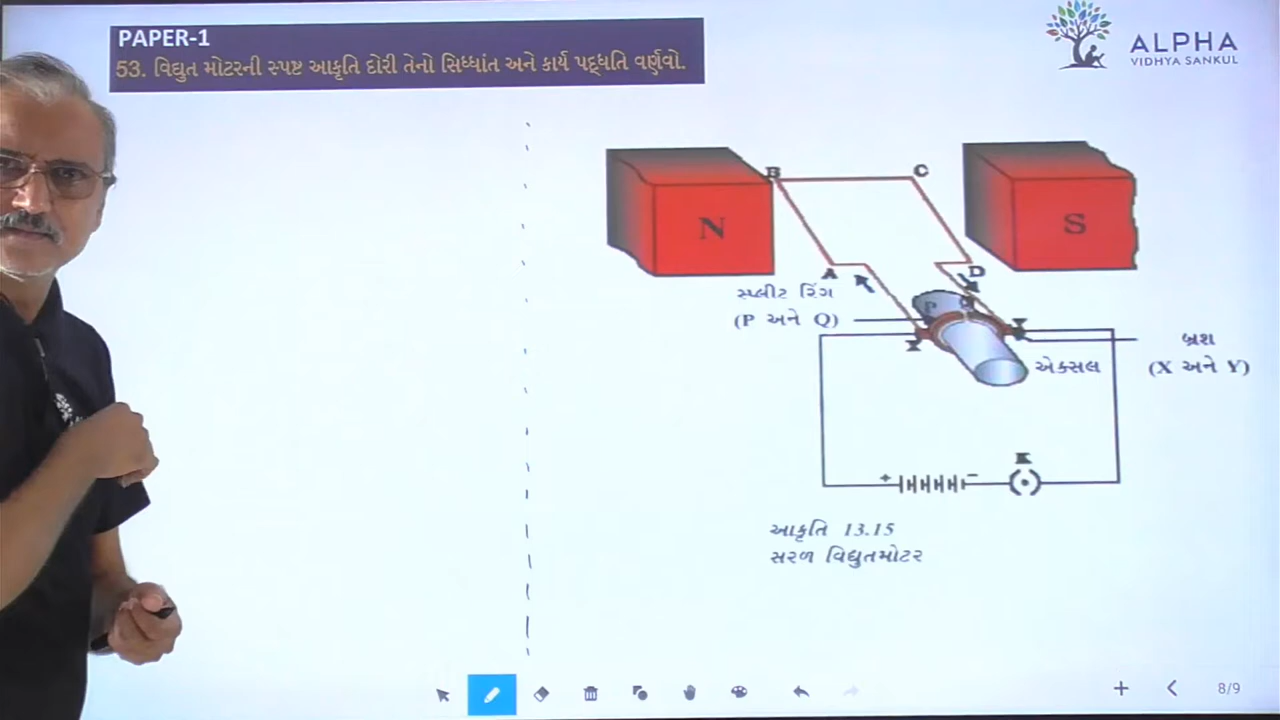 PAPER-1
53. વિદ્યુત મોટરની સ્પષ્ટ આકૃતિ દોરી તેનો સિધ્ધાંત અને કાર્ય પદ્ધતિ વર્ણવો.
ALPHA
VIDHYA SANKUL
B
C
N
S
A
D
સ્પ્લીટ રિંગ
(P અને Q)
P
Q
X
Y
બ્રશ
(X અને Y)
એક્સલ
+
–
K
આકૃતિ 13.15
સરળ વિદ્યુતમોટર
8/9